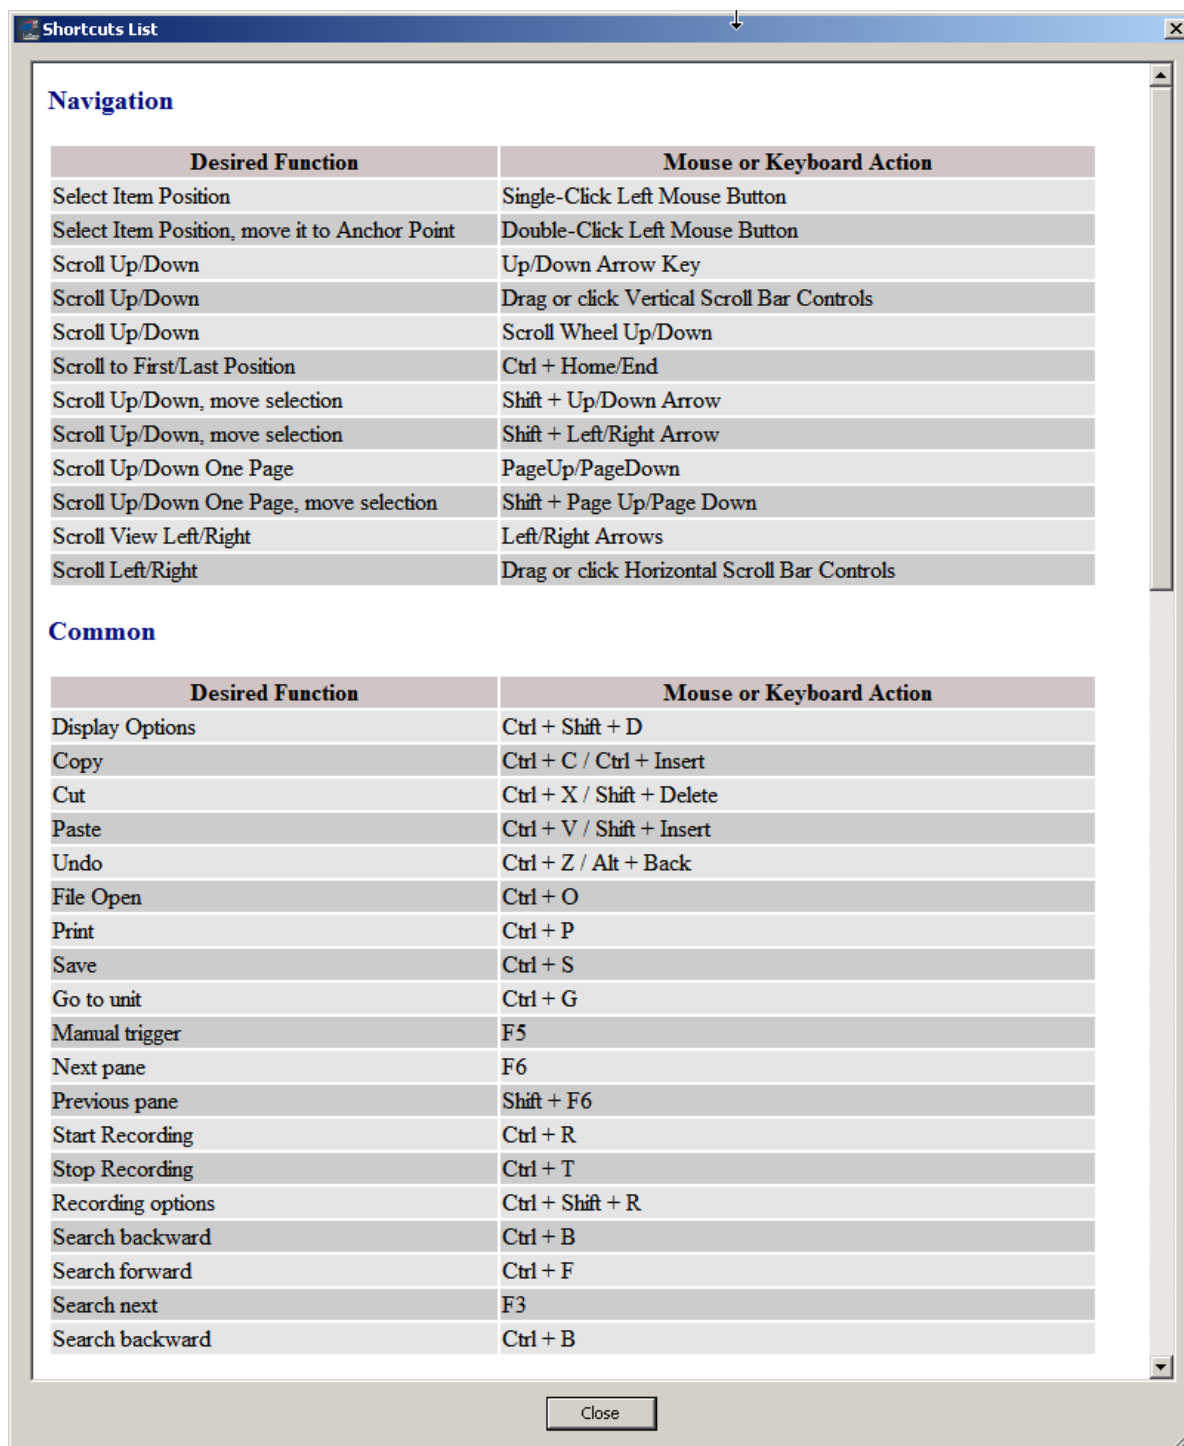 Shortcuts List
Navigation
Desired Function Mouse or Keyboard Action
Select Item Position Single-Click Left Mouse Button
Select Item Position, move it to Anchor Point Double-Click Left Mouse Button
Scroll Up/Down Up/Down Arrow Key
Scroll Up/Down Drag or click Vertical Scroll Bar Controls
Scroll Up/Down Scroll Wheel Up/Down
Scroll to First/Last Position Ctrl + Home/End
Scroll Up/Down, move selection Shift + Up/Down Arrow
Scroll Up/Down, move selection Shift + Left/Right Arrow
Scroll Up/Down One Page PageUp/PageDown
Scroll Up/Down One Page, move selection Shift + Page Up/Page Down
Scroll View Left/Right Left/Right Arrows
Scroll Left/Right Drag or click Horizontal Scroll Bar Controls
Common
Desired Function Mouse or Keyboard Action
Display Options Ctrl + Shift + D
Copy Ctrl + C / Ctrl + Insert
Cut Ctrl + X / Shift + Delete
Paste Ctrl + V / Shift + Insert
Undo Ctrl + Z / Alt + Back
File Open Ctrl + O
Print Ctrl + P
Save Ctrl + S
Go to unit Ctrl + G
Manual trigger F5
Next pane F6
Previous pane Shift + F6
Start Recording Ctrl + R
Stop Recording Ctrl + T
Recording options Ctrl + Shift + R
Search backward Ctrl + B
Search forward Ctrl + F
Search next F3
Search backward Ctrl + B
Close